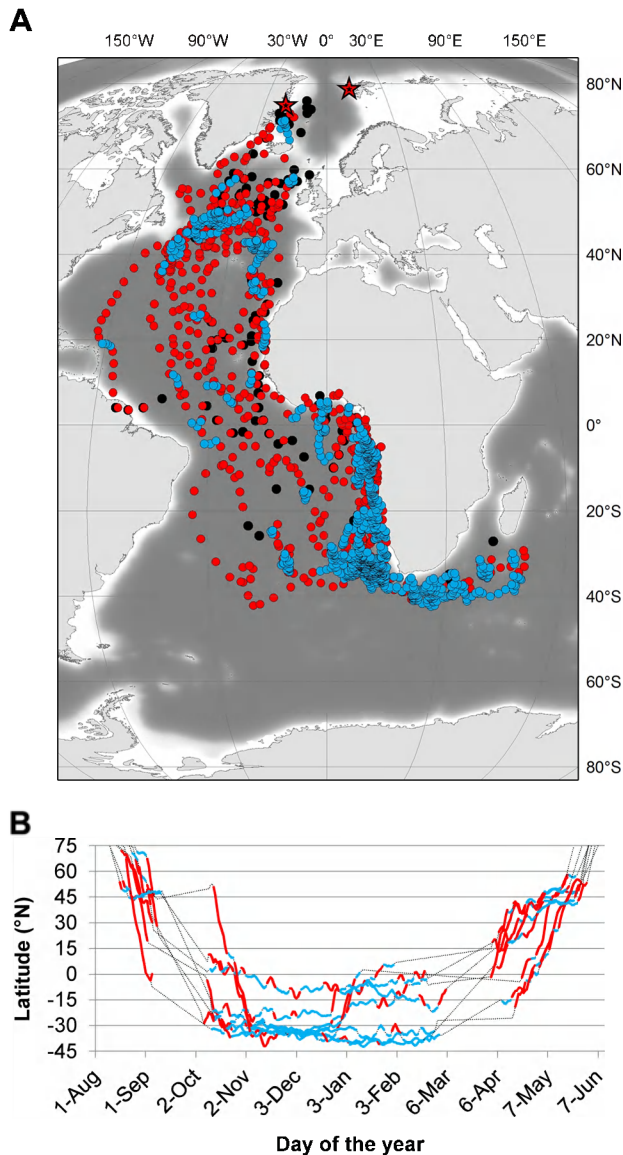 A
150°W 90°W 30°W 0° 30°E 90°E 150°E
80°N
60°N
40°N
20°N
0°
20°S
40°S
60°S
80°S
B
Latitude (°N)
75
60
45
30
15
0
-15
-30
-45
1-Aug 1-Sep 2-Oct 2-Nov 3-Dec 3-Jan 3-Feb 6-Mar 6-Apr 7-May 7-Jun
Day of the year